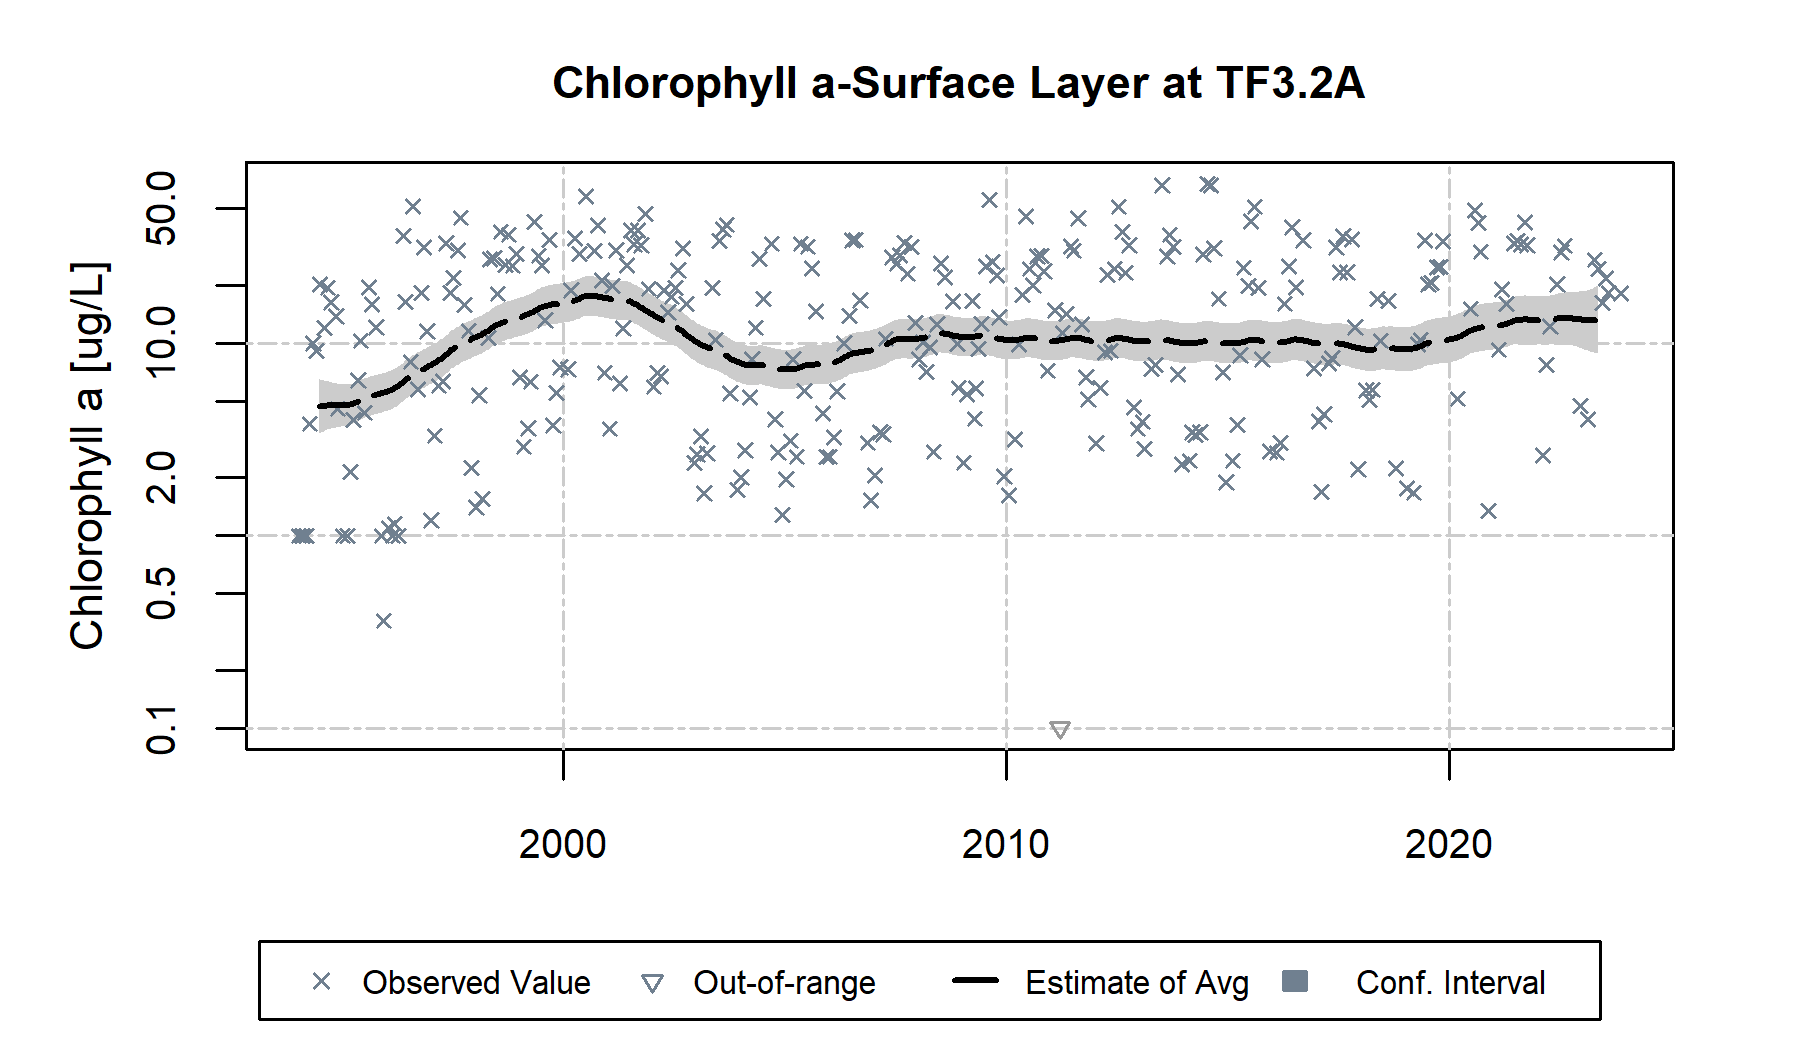 Chlorophyll a-Surface Layer at TF3.2A
Chlorophyll a [ug/L]
50.0
10.0
2.0
0.5
0.1
2000 2010 2020
Observed Value Out-of-range Estimate of Avg Conf. Interval